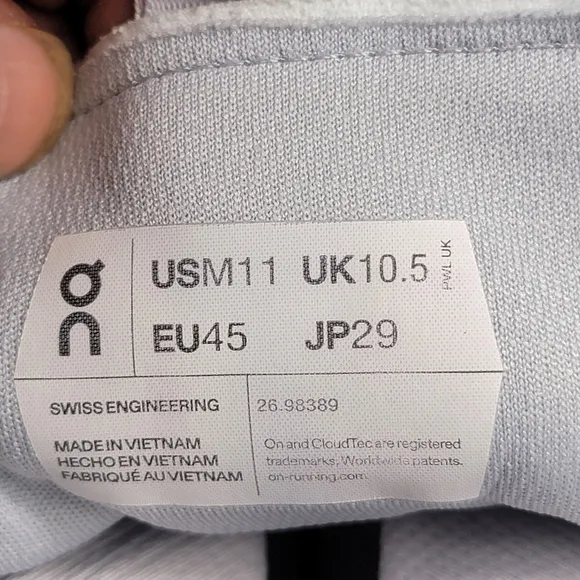 On
USM11 UK10.5
PWL UK
EU45 JP29
SWISS ENGINEERING
26.98389
MADE IN VIETNAM
HECHO EN VIETNAM
FABRIQUÉ AU VIETNAM
On and CloudTec are registered
trademarks, Worldwide patents.
on-running.com